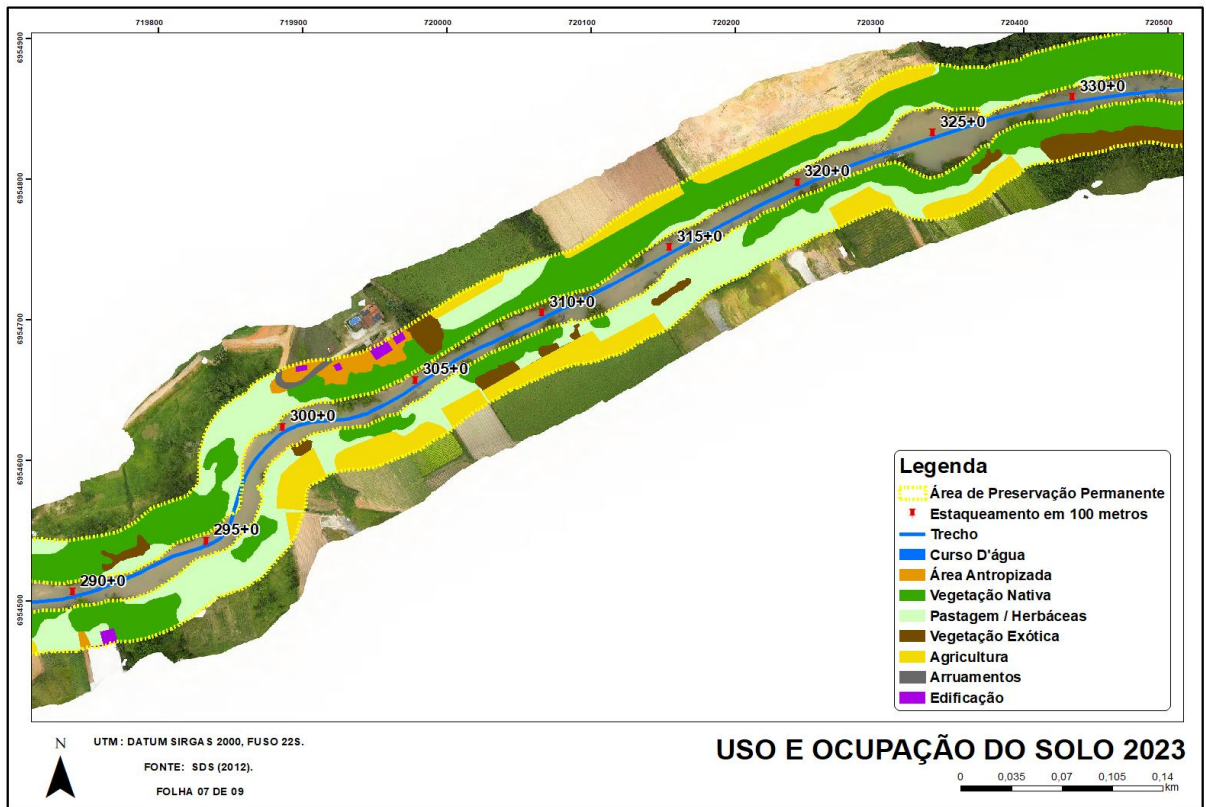 719800 719900 720000 720100 720200 720300 720400 720500
6954900
6954800
6954700
6954600
6954500
330+0
325+0
320+0
315+0
310+0
305+0
300+0
295+0
290+0
Legenda
Área de Preservação Permanente
Estaqueamento em 100 metros
Trecho
Curso D'água
Área Antropizada
Vegetação Nativa
Pastagem / Herbáceas
Vegetação Exótica
Agricultura
Arruamentos
Edificação
N
UTM : DATUM SIRGAS 2000, FUSO 22S.
FONTE: SDS (2012).
FOLHA 07 DE 09
USO E OCUPAÇÃO DO SOLO 2023
0 0,035 0,07 0,105 0,14
km